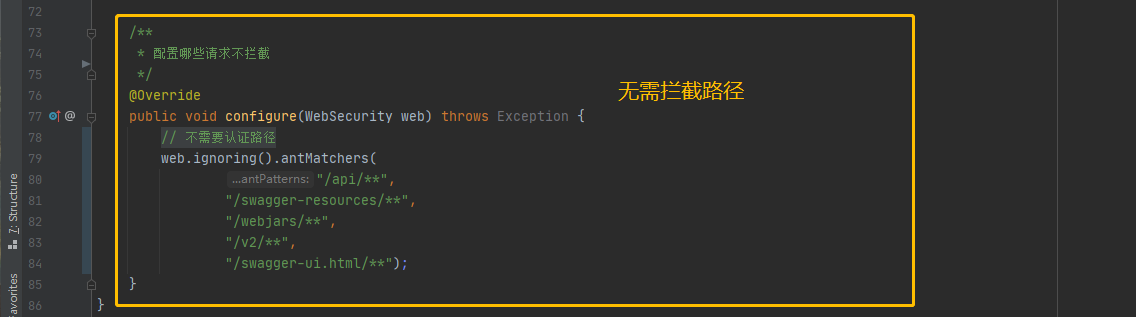 72
73 /**
74 * 配置哪些请求不拦截
75 */
76 @Override
77 @ public void configure(WebSecurity web) throws Exception {
78 // 不需要认证路径
79 web.ignoring().antMatchers(
80 ...antPatterns: "/api/**",
81 "/swagger-resources/**",
82 "/webjars/**",
83 "/v2/**",
84 "/swagger-ui.html/**");
85 }
86 }
无需拦截路径
7: Structure
avorites